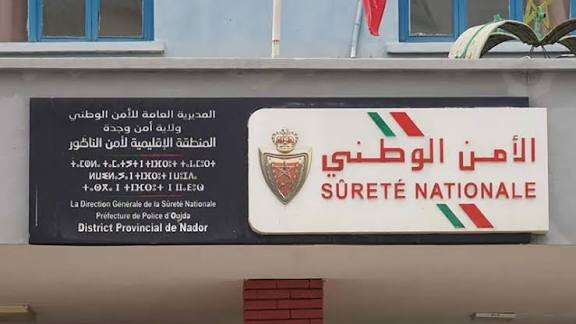 المديرية العامة للأمن الوطني
ولاية أمن وجدة
المنطقة الإقليمية لأمن الناظور
La Direction Générale de la Sûreté Nationale
Préfecture de Police d'Oujda
District Provincial de Nador
الأمن الوطني
SÛRETÉ NATIONALE